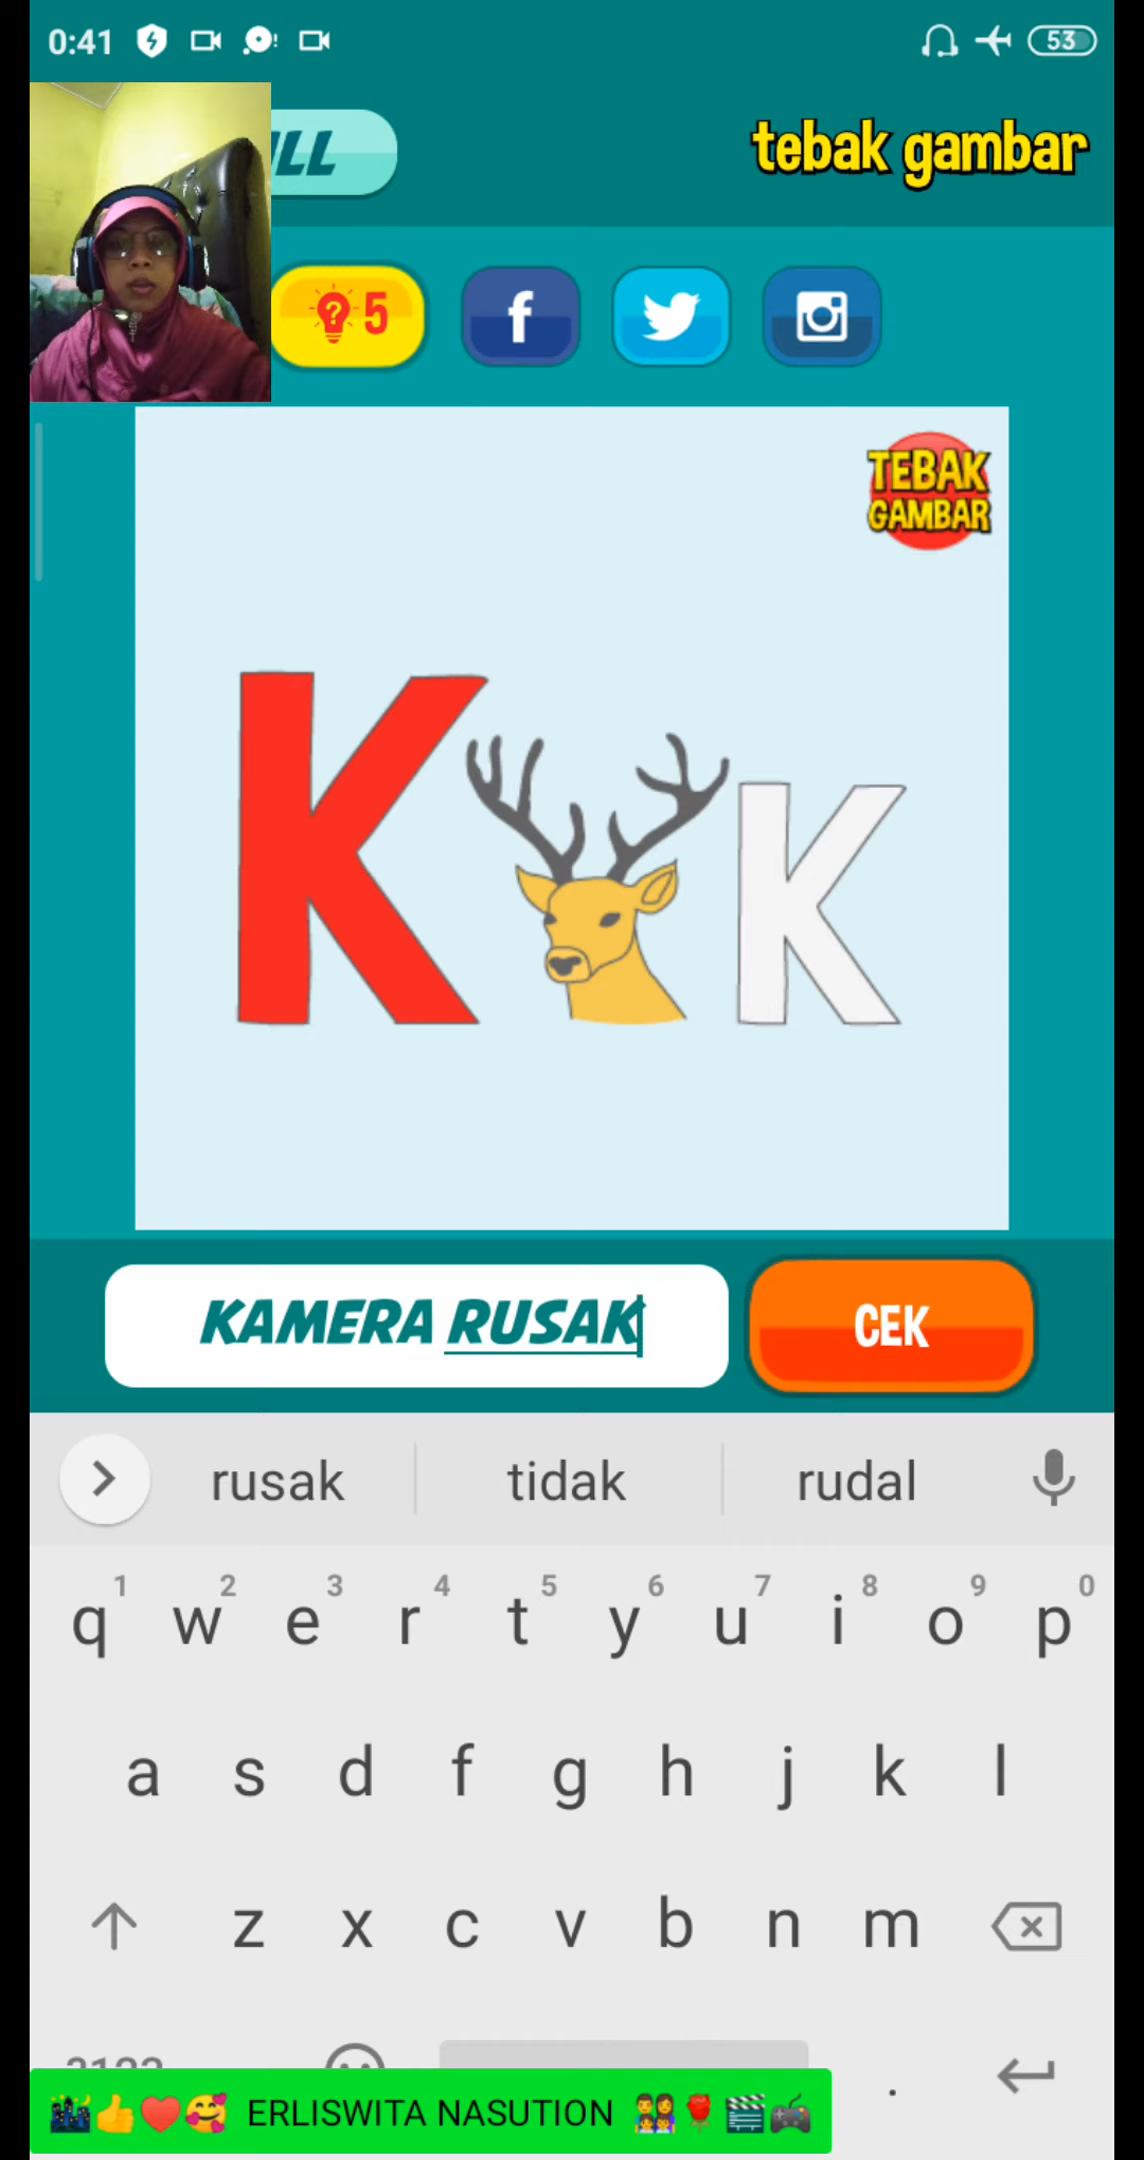 0:41
53
LL
tebak gambar
5
TEBAK
GAMBAR
K K
KAMERA RUSAK
CEK
rusak tidak rudal
1 2 3 4 5 6 7 8 9 0
q w e r t y u i o p
a s d f g h j k l
z x c v b n m
.
ERLISWITA NASUTION